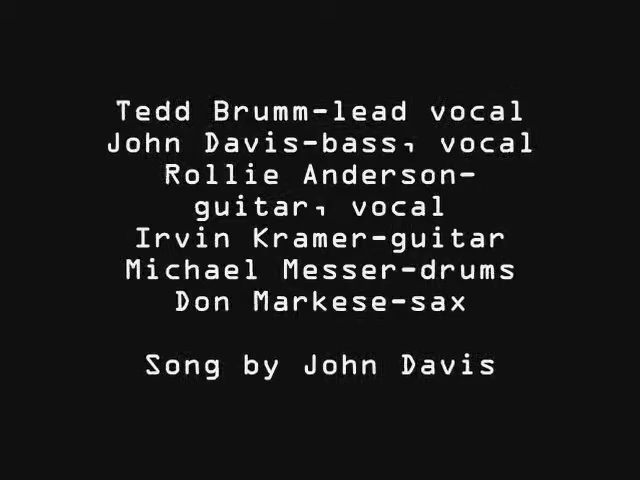 Tedd Brumm-lead vocal
John Davis-bass, vocal
Rollie Anderson-
guitar, vocal
Irvin Kramer-guitar
Michael Messer-drums
Don Markese-sax
Song by John Davis